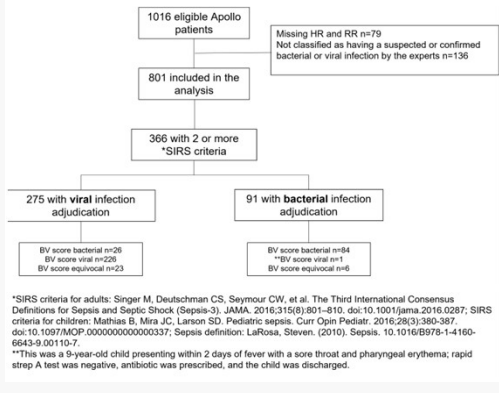 1016 eligible Apollo
patients
Missing HR and RR n=79
Not classified as having a suspected or confirmed
bacterial or viral infection by the experts n=136
801 included in the
analysis
366 with 2 or more
*SIRS criteria
275 with viral infection
adjudication
91 with bacterial infection
adjudication
BV score bacterial n=26
BV score viral n=226
BV score equivocal n=23
BV score bacterial n=84
**BV score viral n=1
BV score equivocal n=6
*SIRS criteria for adults: Singer M, Deutschman CS, Seymour CW, et al. The Third International Consensus
Definitions for Sepsis and Septic Shock (Sepsis-3). JAMA. 2016;315(8):801–810. doi:10.1001/jama.2016.0287; SIRS
criteria for children: Mathias B, Mira JC, Larson SD. Pediatric sepsis. Curr Opin Pediatr. 2016;28(3):380-387.
doi:10.1097/MOP.0000000000000337; Sepsis definition: LaRosa, Steven. (2010). Sepsis. 10.1016/B978-1-4160-
6643-9.00110-7.
**This was a 9-year-old child presenting within 2 days of fever with a sore throat and pharyngeal erythema; rapid
strep A test was negative, antibiotic was prescribed, and the child was discharged.